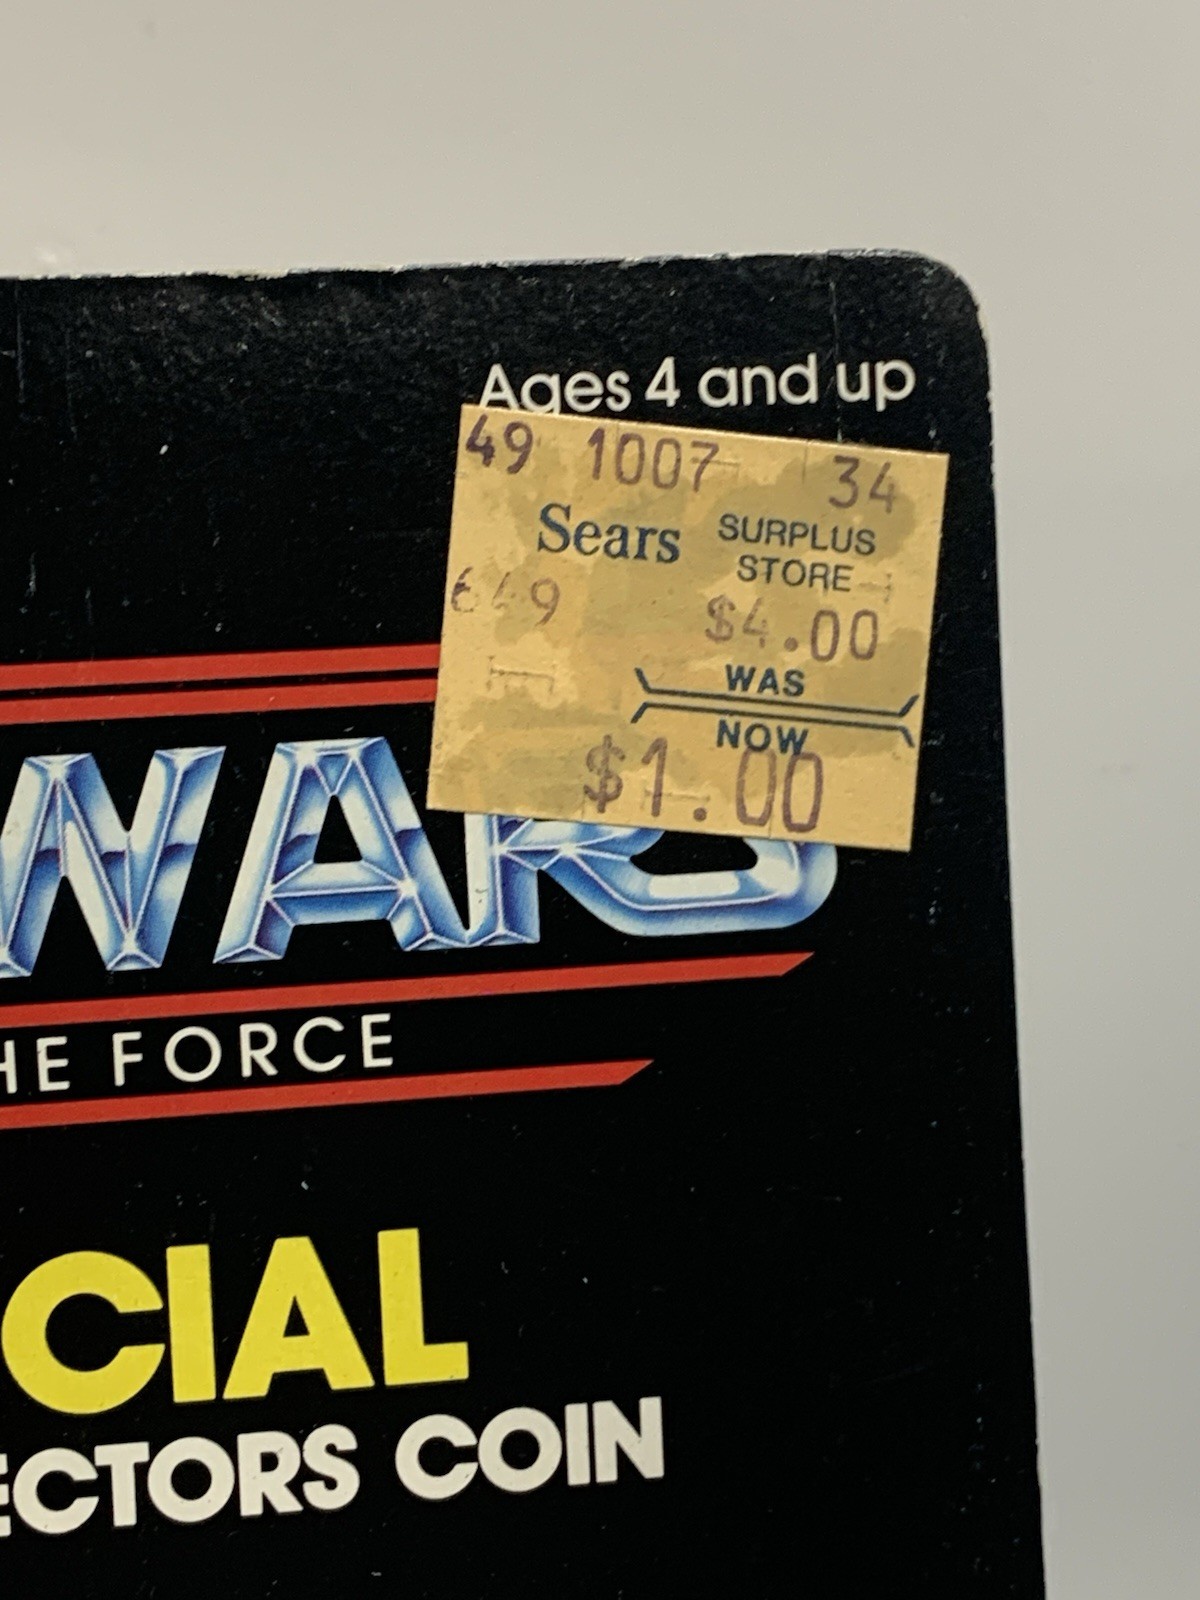 Ages 4 and up
49 1007 34
Sears SURPLUS
STORE
649
$4.00
WAS
NOW
$1.00
WARS
HE FORCE
CIAL
ECTORS COIN